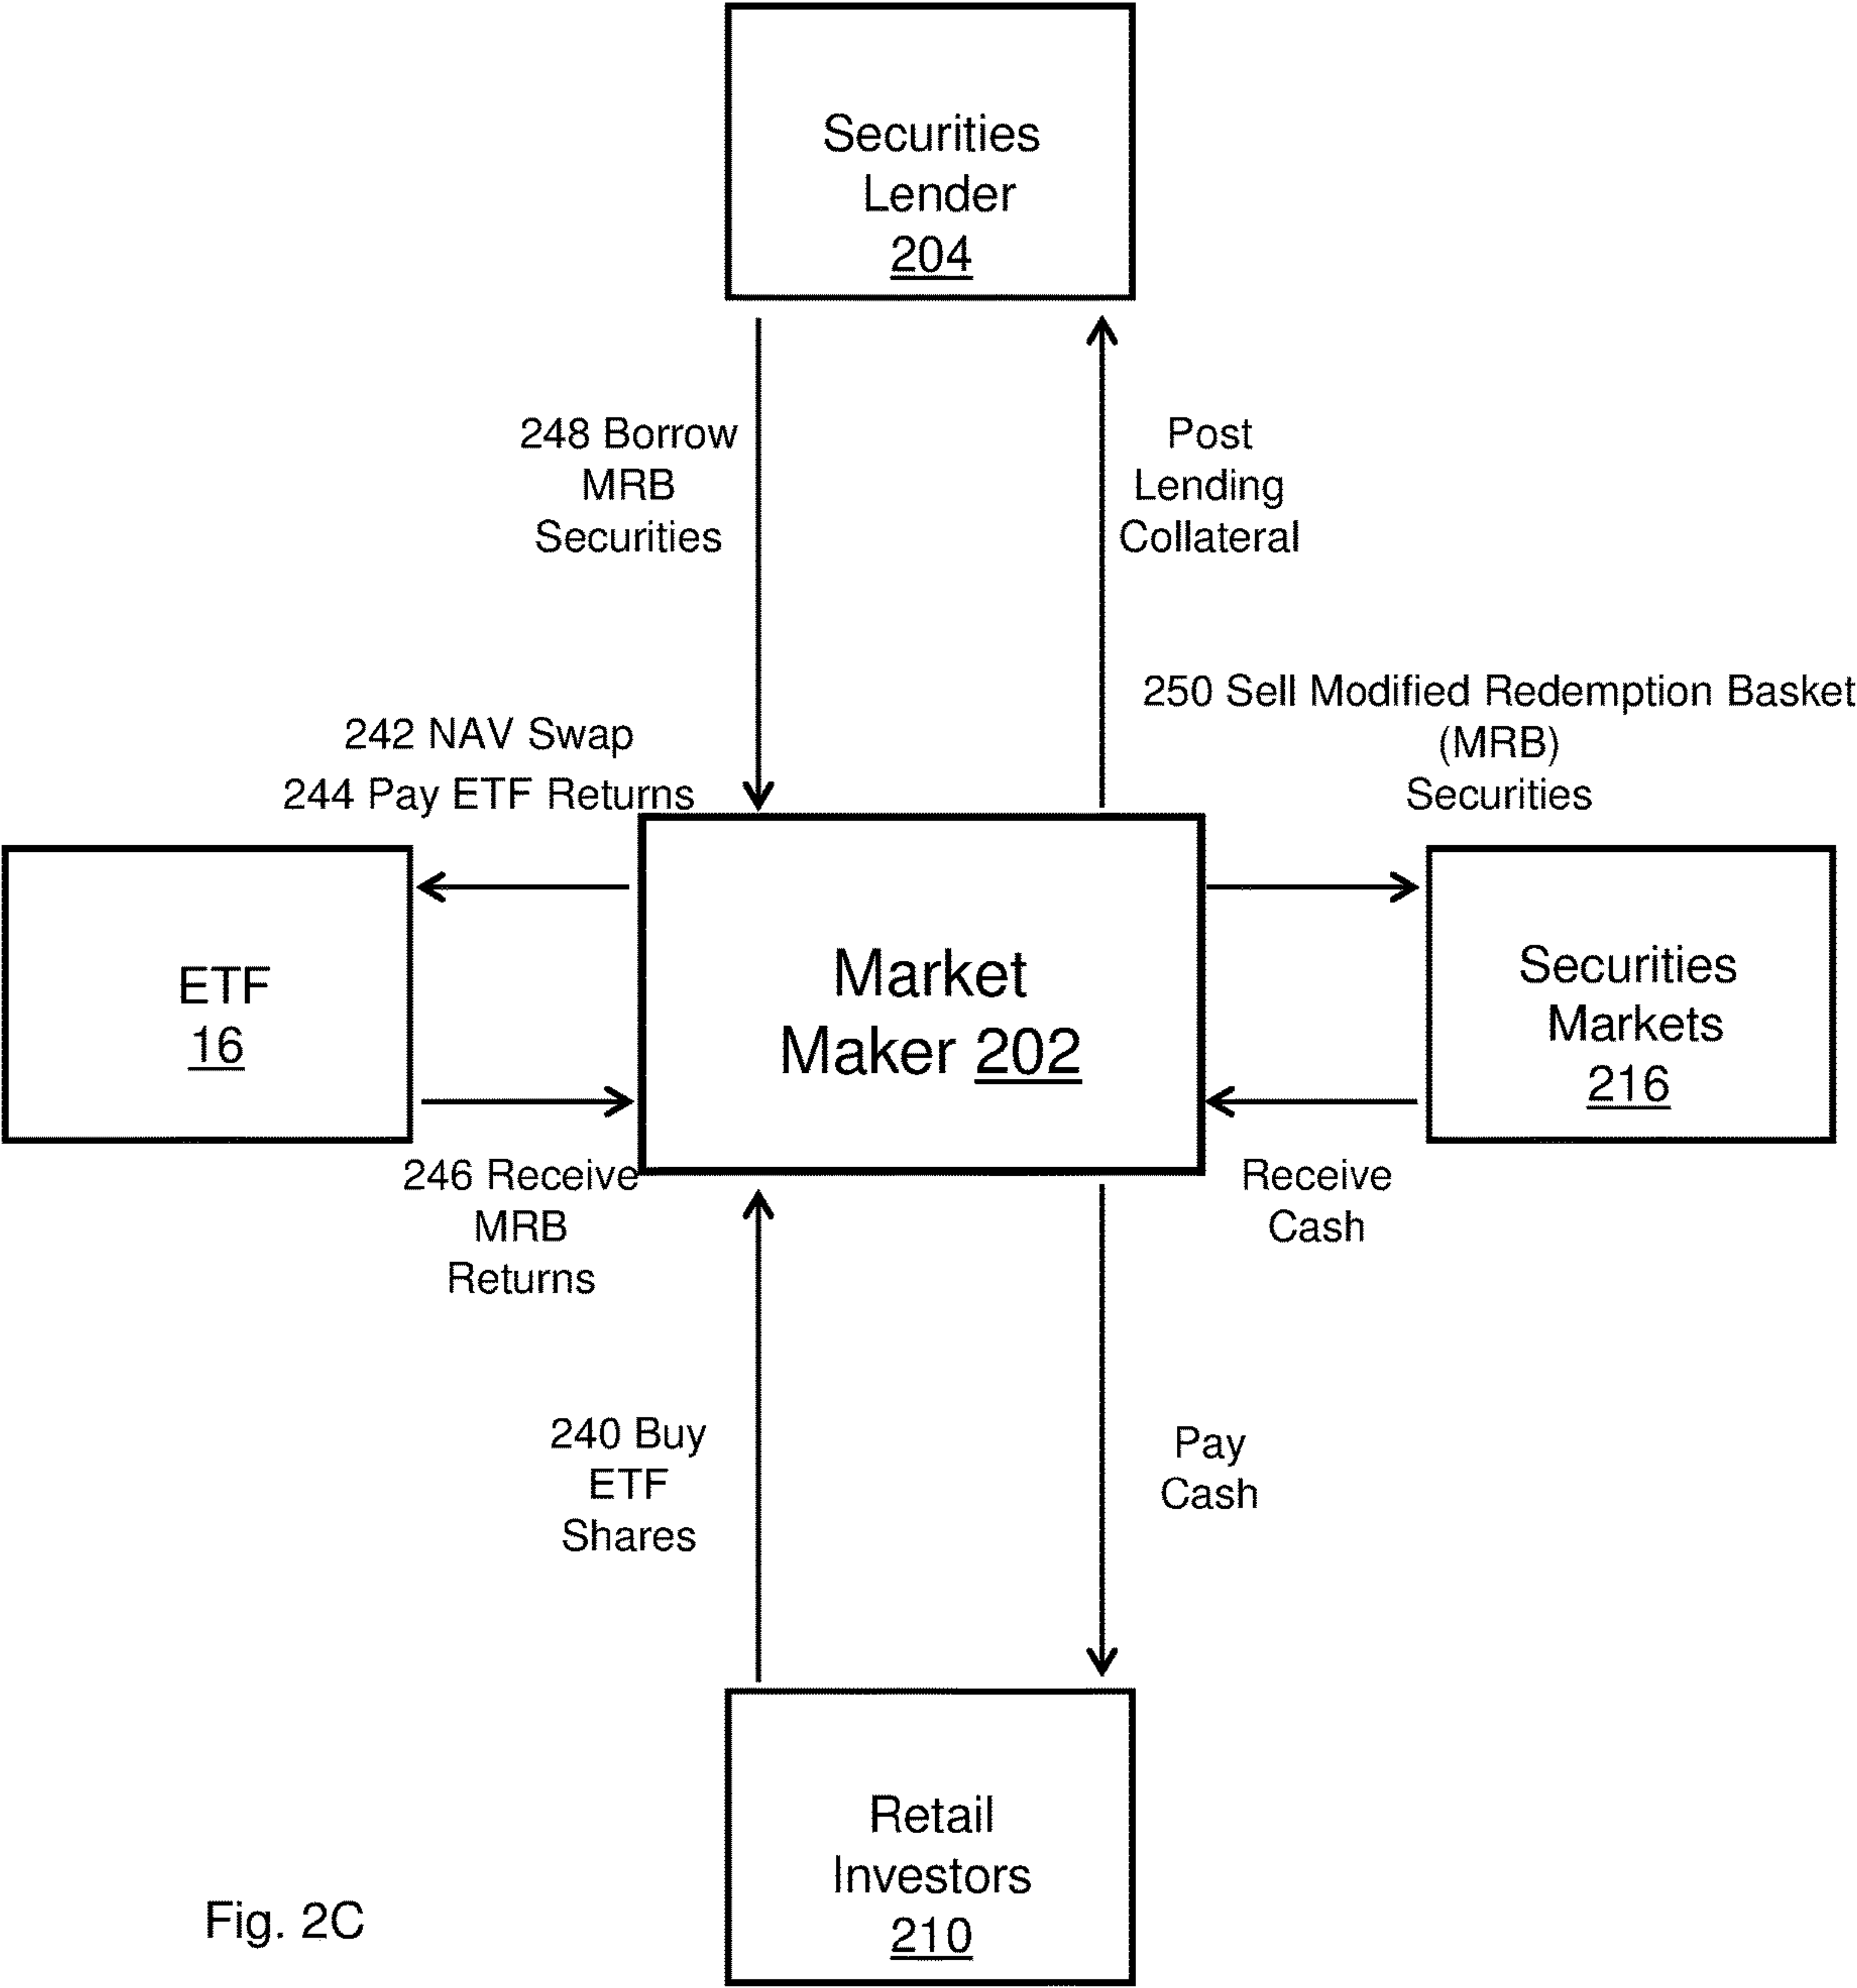 Securities
Lender
204
248 Borrow
MRB
Securities
Post
Lending
Collateral
250 Sell Modified Redemption Basket
(MRB)
Securities
242 NAV Swap
244 Pay ETF Returns
ETF
16
Market
Maker 202
Securities
Markets
216
246 Receive
MRB
Returns
Receive
Cash
240 Buy
ETF
Shares
Pay
Cash
Retail
Investors
210
Fig. 2C